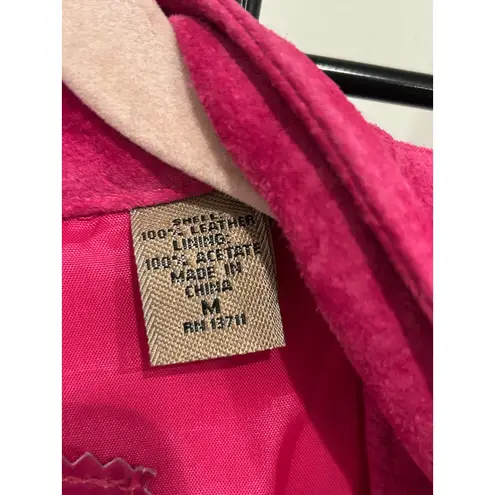 SHELL:
100% LEATHER
LINING:
100% ACETATE
MADE IN
CHINA
M
RN 13711